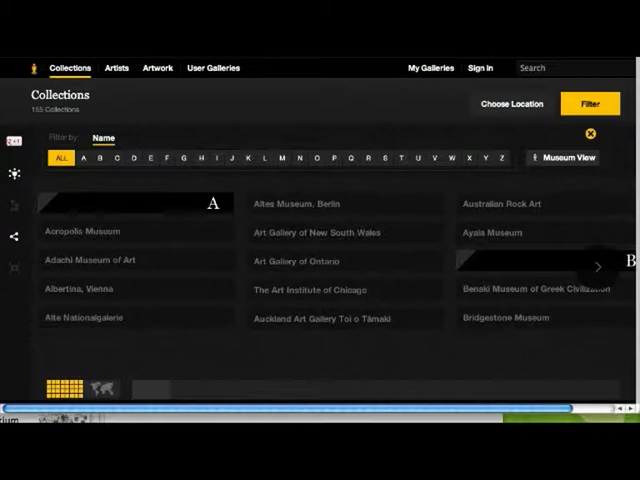 Collections Artists Artwork User Galleries My Galleries Sign In Search
Collections
155 Collections
Choose Location
Filter
Filter by: Name
ALL A B C D E F G H I J K L M N O P Q R S T U V W X Y Z
Museum View
A
Acropolis Museum
Adachi Museum of Art
Albertina, Vienna
Alte Nationalgalerie
Altes Museum, Berlin
Art Gallery of New South Wales
Art Gallery of Ontario
The Art Institute of Chicago
Auckland Art Gallery Toi o Tāmaki
Australian Rock Art
Ayala Museum
B
Benaki Museum of Greek Civilization
Bridgestone Museum